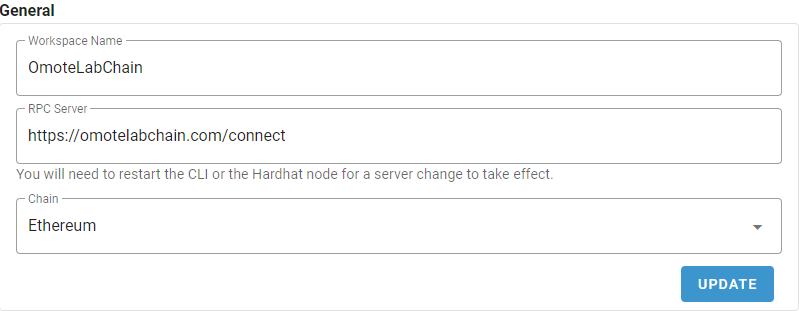 General
Workspace Name
OmoteLabChain
RPC Server
https://omotelabchain.com/connect
You will need to restart the CLI or the Hardhat node for a server change to take effect.
Chain
Ethereum
UPDATE